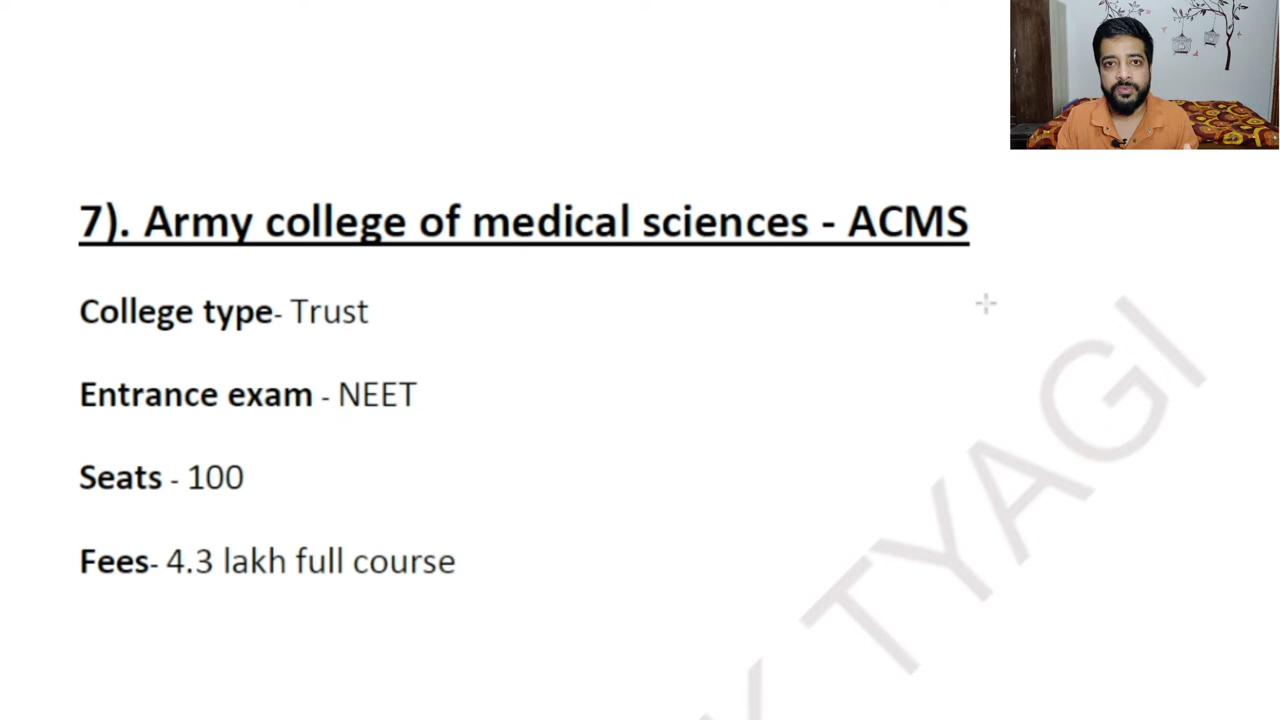 7). Army college of medical sciences - ACMS
College type- Trust
Entrance exam - NEET
Seats - 100
Fees- 4.3 lakh full course
TYAGI